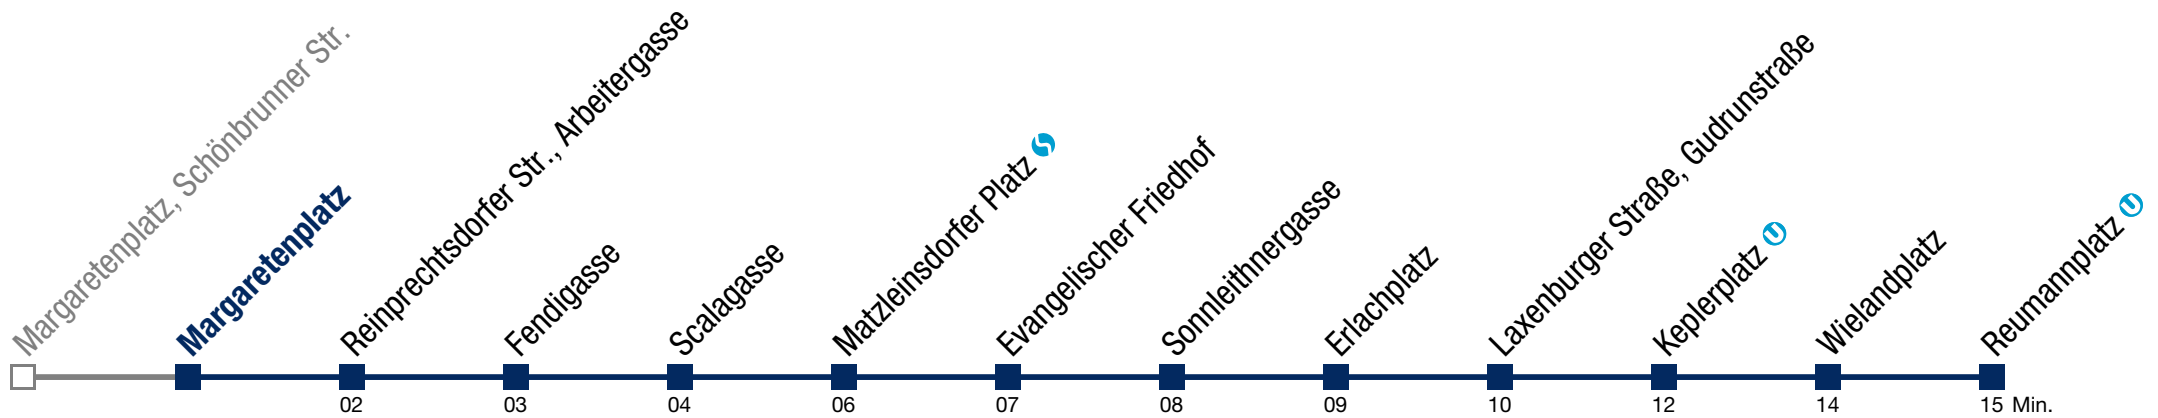 Margaretenplatz, Schönbrunner Str.
Margaretenplatz
Reinprechtsdorfer Str., Arbeitergasse
Fendigasse
Scalagasse
Matzleinsdorfer Platz
Evangelischer Friedhof
Sonnleithnergasse
Erlachplatz
Laxenburger Straße, Gudrunstraße
Keplerplatz
Wielandplatz
Reumannplatz
02 03 04 06 07 08 09 10 12 14 15 Min.